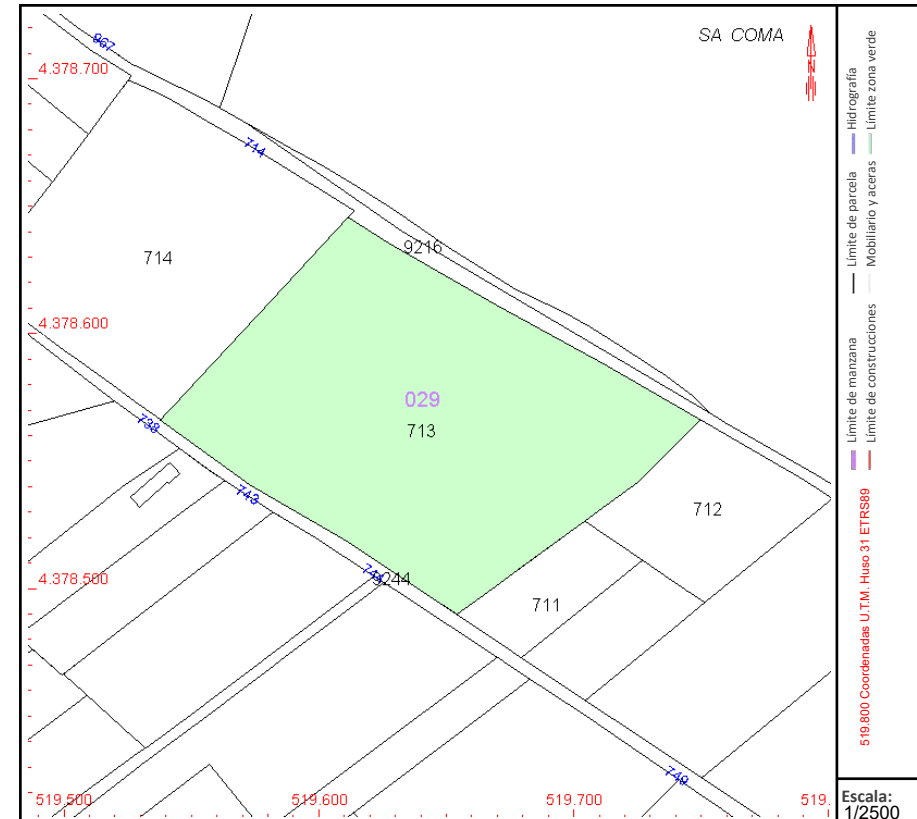 SA COMA
N
967
4.378.700
714
714
9216
4.378.600
029
713
738
743
712
744
9244
4.378.500
711
749
519.500
519.600
519.700
519.
Hidrografía
Límite zona verde
Límite de parcela
Mobiliario y aceras
Límite de manzana
Límite de construcciones
519.800 Coordenadas U.T.M. Huso 31 ETRS89
Escala:
1/2500